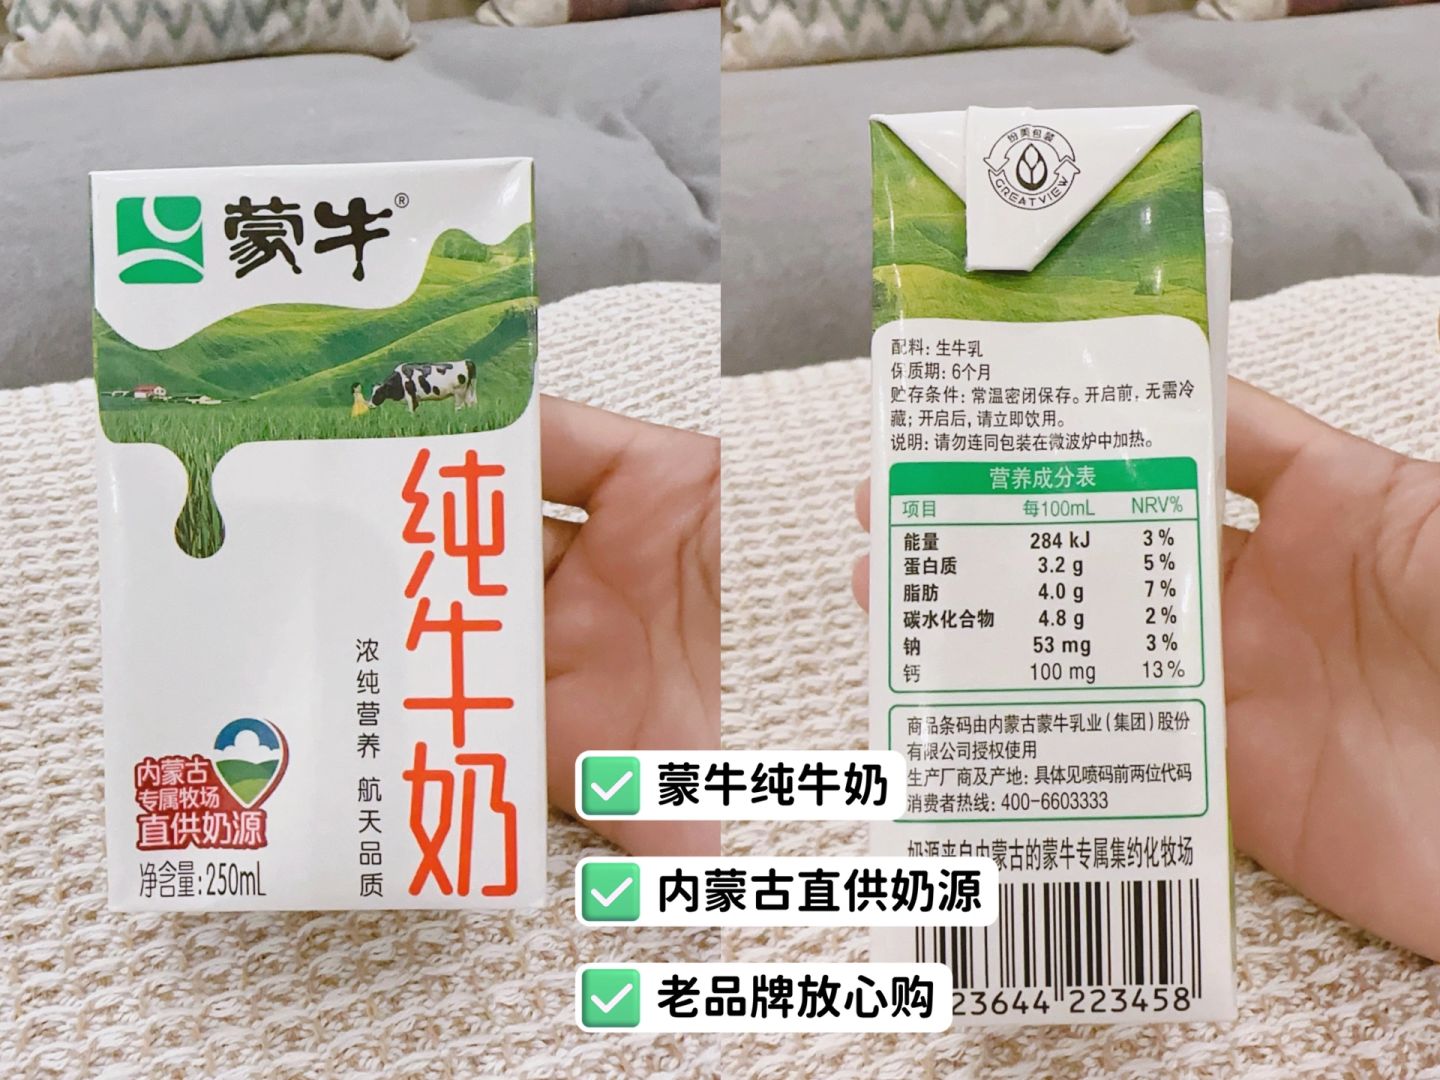 蒙牛®
纯牛奶
浓纯营养 航天品质
内蒙古
专属牧场
直供奶源
净含量:250mL
纷美包装
GREATVIEW
配料: 生牛乳
保质期: 6个月
贮存条件: 常温密闭保存。开启前, 无需冷
藏; 开启后, 请立即饮用。
说明: 请勿连同包装在微波炉中加热。
营养成分表
项目 每100mL NRV%
能量 284 kJ 3%
蛋白质 3.2 g 5%
脂肪 4.0 g 7%
碳水化合物 4.8 g 2%
钠 53 mg 3%
钙 100 mg 13%
商品条码由内蒙古蒙牛乳业(集团)股份
有限公司授权使用
生产厂商及产地: 具体见喷码前两位代码
消费者热线: 400-6603333
奶源来自内蒙古的蒙牛专属集约化牧场
23644 223458
蒙牛纯牛奶
内蒙古直供奶源
老品牌放心购